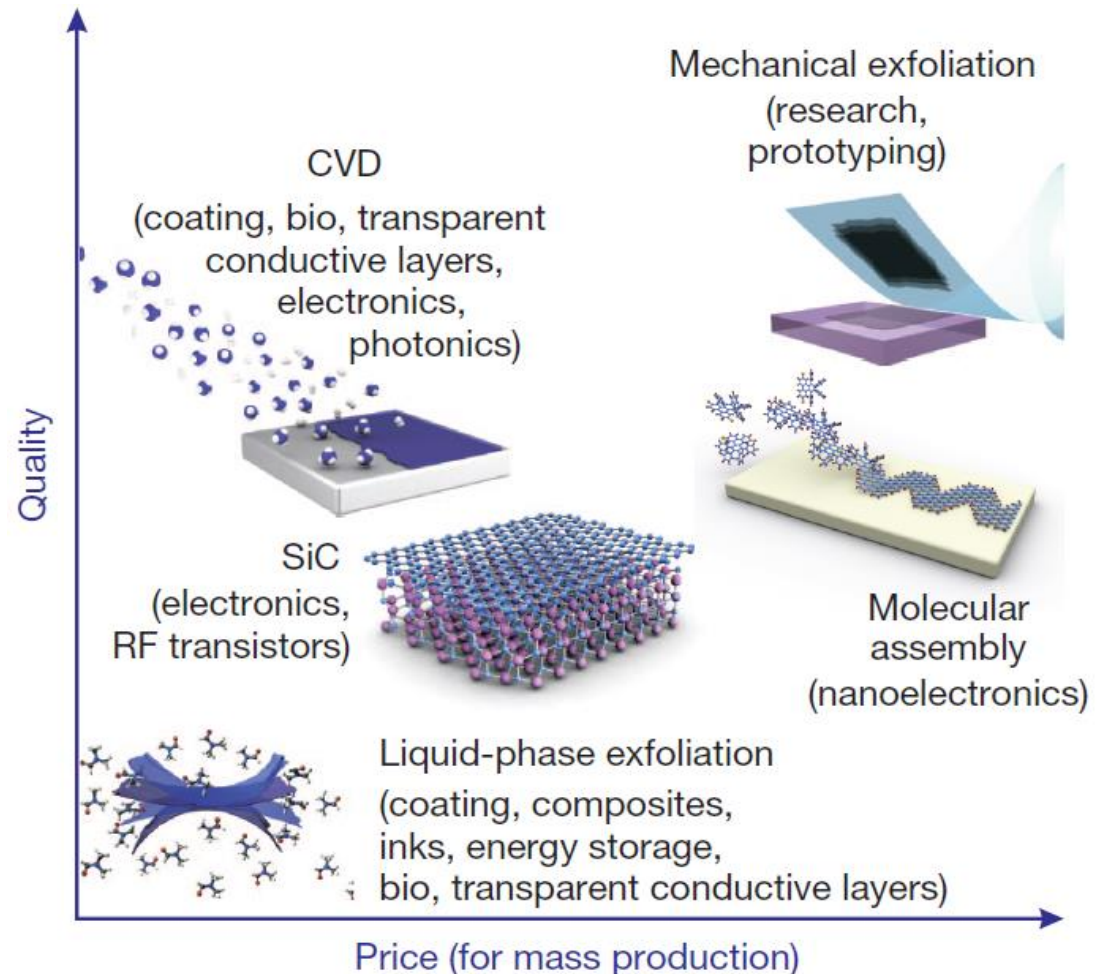 Mechanical exfoliation
(research,
prototyping)
CVD
(coating, bio, transparent
conductive layers,
electronics,
photonics)
Quality
SiC
(electronics,
RF transistors)
Molecular
assembly
(nanoelectronics)
Liquid-phase exfoliation
(coating, composites,
inks, energy storage,
bio, transparent conductive layers)
Price (for mass production)